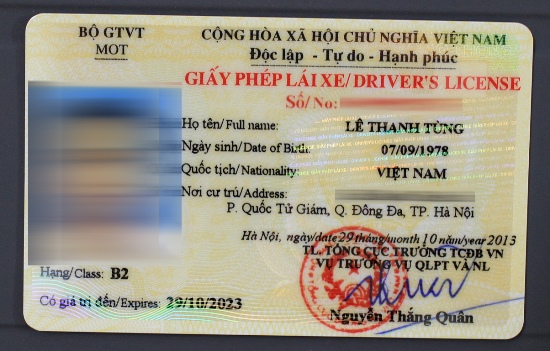 BỘ GTVT
MOT
CỘNG HÒA XÃ HỘI CHỦ NGHĨA VIỆT NAM
Độc lập - Tự do - Hạnh phúc
GIẤY PHÉP LÁI XE/ DRIVER'S LICENSE
Số/ No:
Họ tên/ Full name: LÊ THANH TÙNG
Ngày sinh/ Date of Birth: 07/09/1978
Quốc tịch/ Nationality: VIỆT NAM
Nơi cư trú/ Address:
P. Quốc Tử Giám, Q. Đống Đa, TP. Hà Nội
Hà Nội, ngày/date 29 tháng/month 10 năm/year 2013
TL. TỔNG CỤC TRƯỞNG TCĐB VN
VỤ TRƯỞNG VỤ QLPT VÀ NL
Hạng/ Class: B2
Có giá trị đến/ Expires: 29/10/2023
Nguyễn Thắng Quân